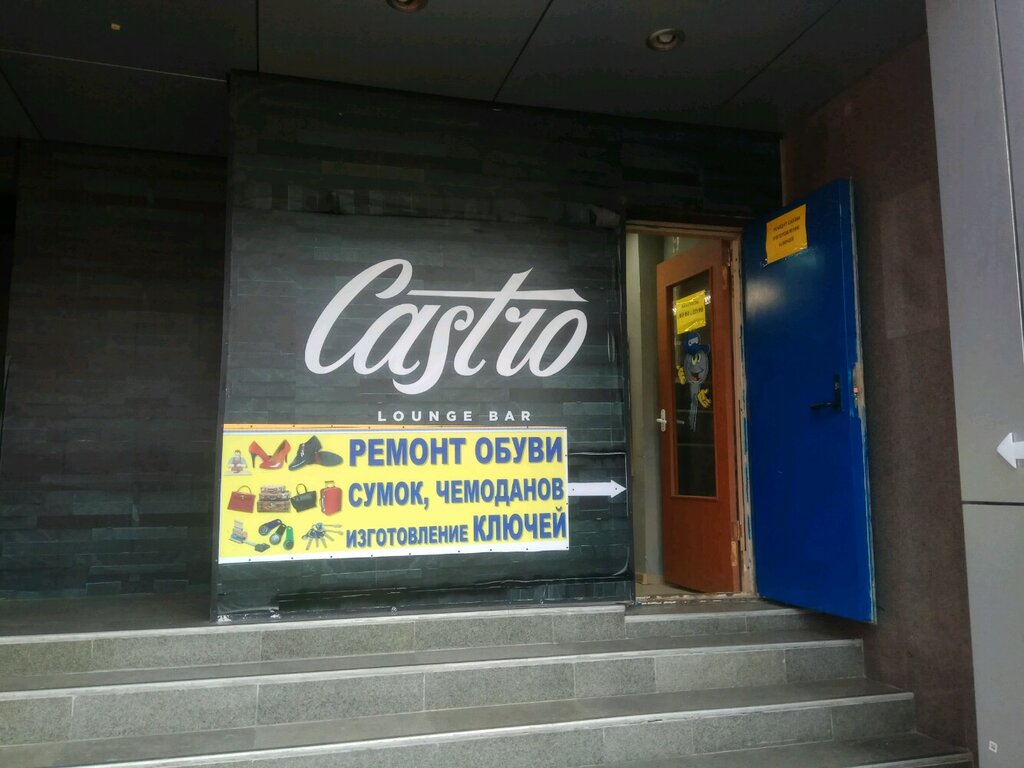 Castro
LOUNGE BAR
РЕМОНТ ОБУВИ
СУМОК, ЧЕМОДАНОВ
ИЗГОТОВЛЕНИЕ КЛЮЧЕЙ